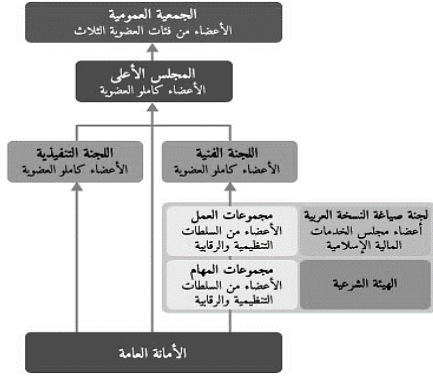 الجمعية العمومية
الأعضاء من فئات العضوية الثلاث
المجلس الأعلى
الأعضاء كاملو العضوية
اللجنة الفنية
الأعضاء كاملو العضوية
اللجنة التنفيذية
الأعضاء كاملو العضوية
لجنة صياغة النسخة العربية
أعضاء مجلس الخدمات
المالية الإسلامية
مجموعات العمل
الأعضاء من السلطات
التنظيمية والرقابية
الهيئة الشرعية
مجموعات المهام
الأعضاء من السلطات
التنظيمية والرقابية
الأمانة العامة